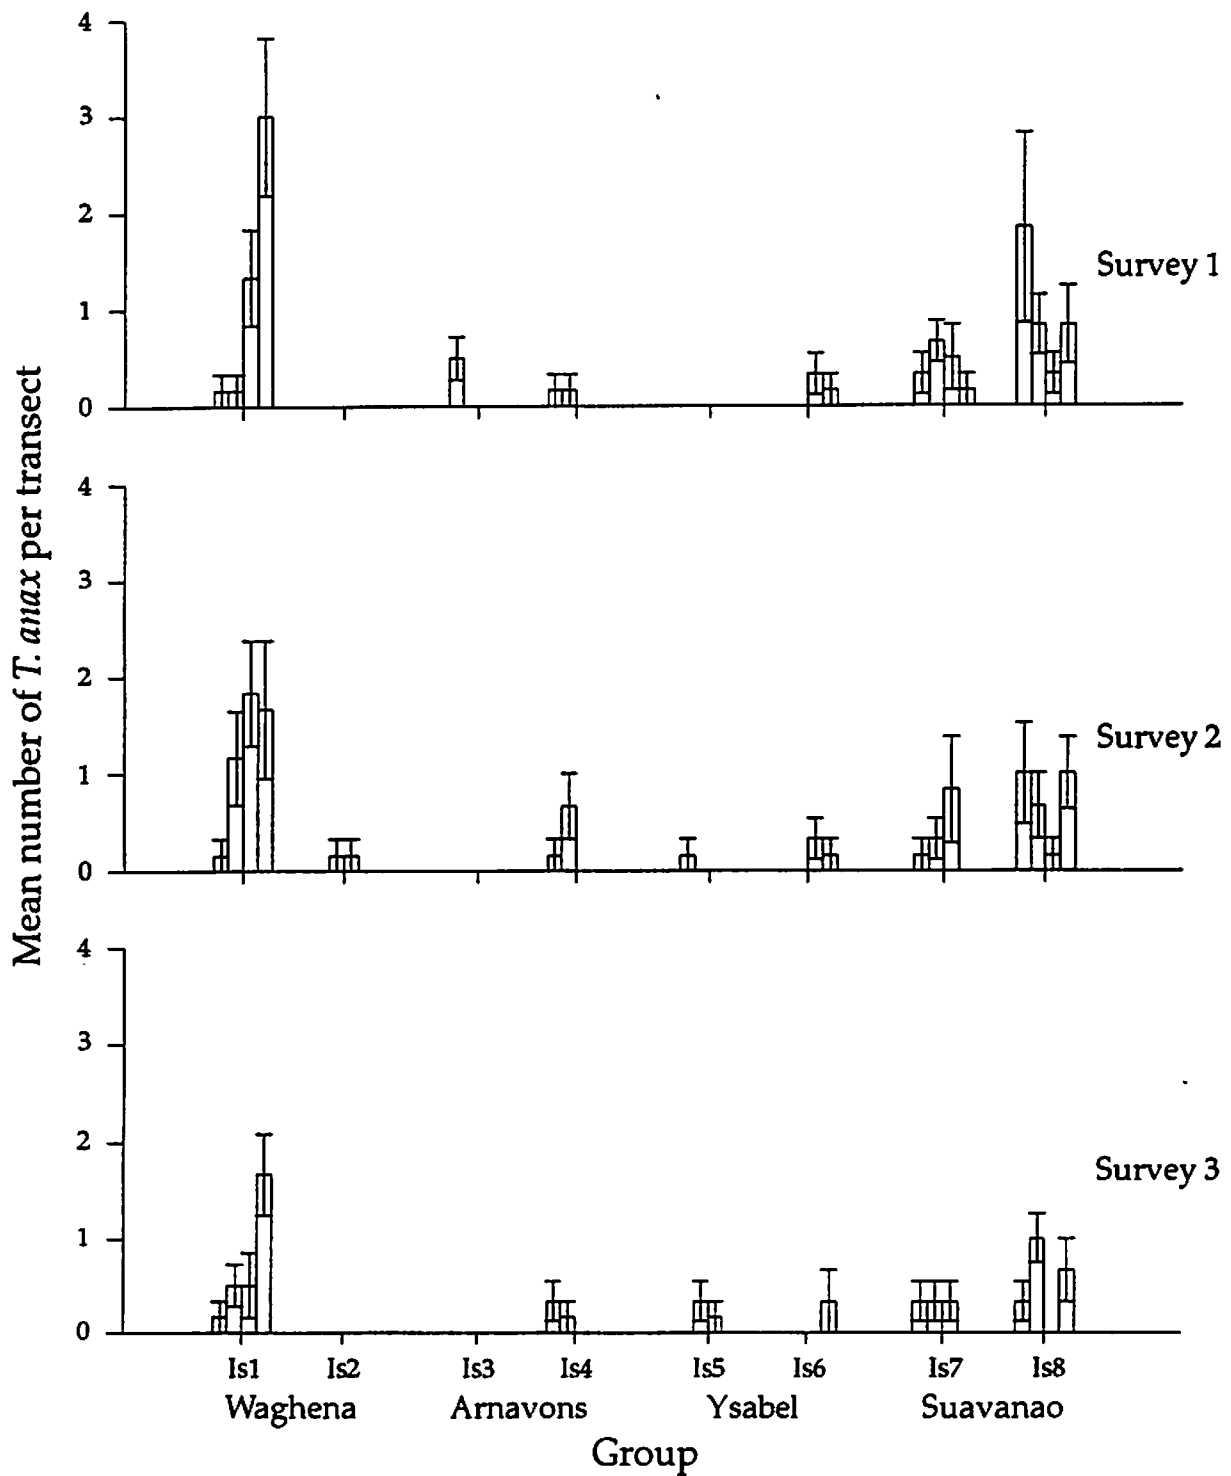 Mean number of T. anax per transect
4
3
2
1
0
Survey 1
4
3
2
1
0
Survey 2
4
3
2
1
0
Survey 3
Is1 Is2 Is3 Is4 Is5 Is6 Is7 Is8
Waghena Arnavons Ysabel Suavanao
Group